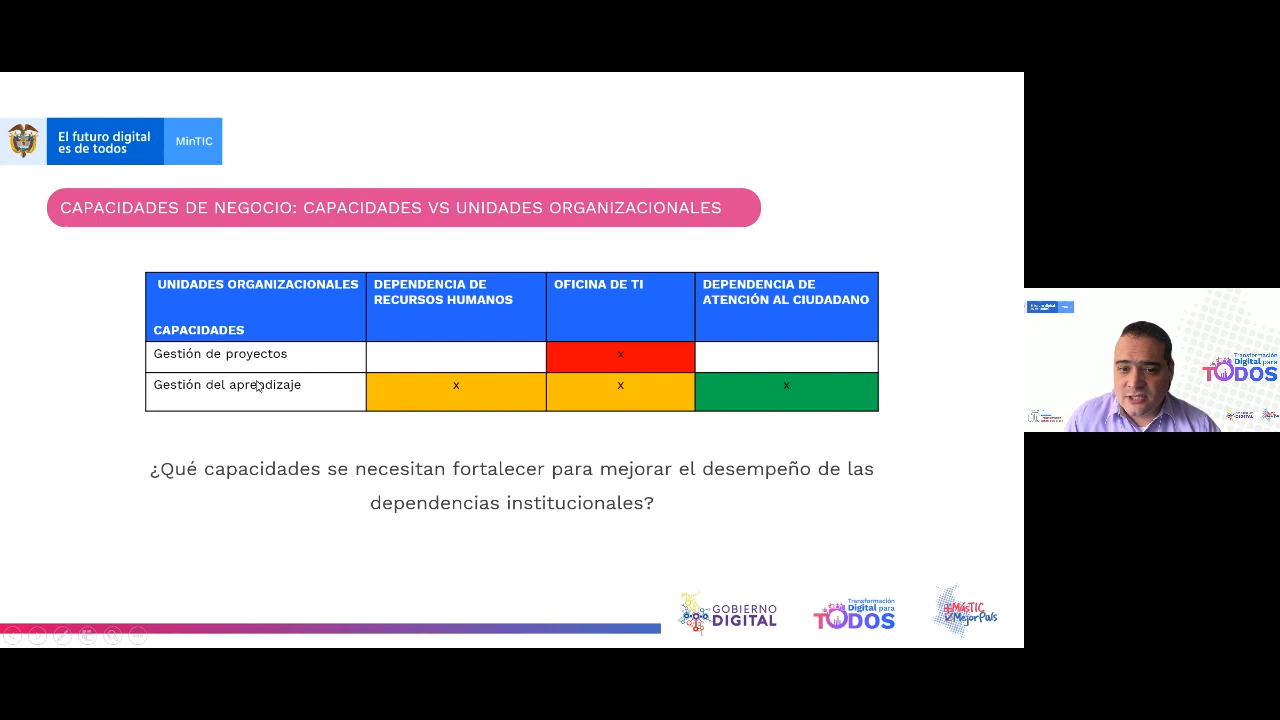 El futuro digital
es de todos
MinTIC
CAPACIDADES DE NEGOCIO: CAPACIDADES VS UNIDADES ORGANIZACIONALES
UNIDADES ORGANIZACIONALES
CAPACIDADES
DEPENDENCIA DE
RECURSOS HUMANOS
OFICINA DE TI
DEPENDENCIA DE
ATENCIÓN AL CIUDADANO
Gestión de proyectos
x
Gestión del aprendizaje
x
x
x
¿Qué capacidades se necesitan fortalecer para mejorar el desempeño de las
dependencias institucionales?
GOBIERNO
DIGITAL
Transformación
Digital para
TODOS
+MásTIC
MejorPaís
Transformación
Digital para
TODOS